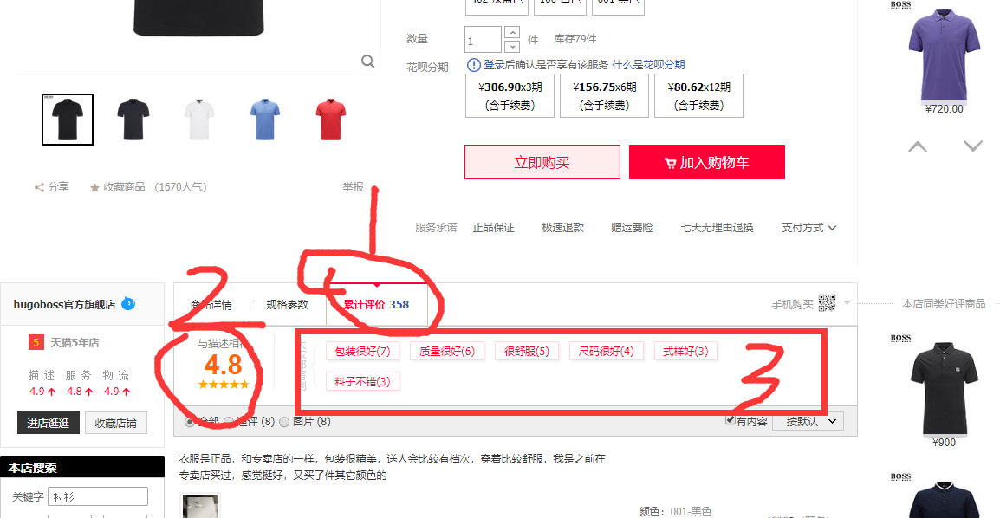 BOSS
数量
1
件
库存79件
花呗分期
登录后确认是否享有该服务 什么是花呗分期
¥306.90x3期
(含手续费)
¥156.75x6期
(含手续费)
¥80.62x12期
(含手续费)
¥720.00
立即购买
加入购物车
分享
收藏商品 (1670人气)
举报
1
服务承诺
正品保证
极速退款
赠运费险
七天无理由退换
支付方式
hugoboss官方旗舰店
2
商品详情
规格参数
累计评价 358
手机购买
本店同类好评商品
5
天猫5年店
描 述
服 务
物 流
4.9
4.8
4.9
与描述相符
4.8
包装很好(7)
质量很好(6)
很舒服(5)
尺码很好(4)
式样好(3)
料子不错(3)
3
BOSS
进店逛逛
收藏店铺
全部
追评 (8)
图片 (8)
有内容
按默认
¥900
本店搜索
衣服是正品，和专卖店的一样，包装很精美，送人会比较有档次，穿着比较舒服，我是之前在
专卖店买过，感觉挺好，又买了件其它颜色的
BOSS
关键字
衬衫
颜色：001-黑色